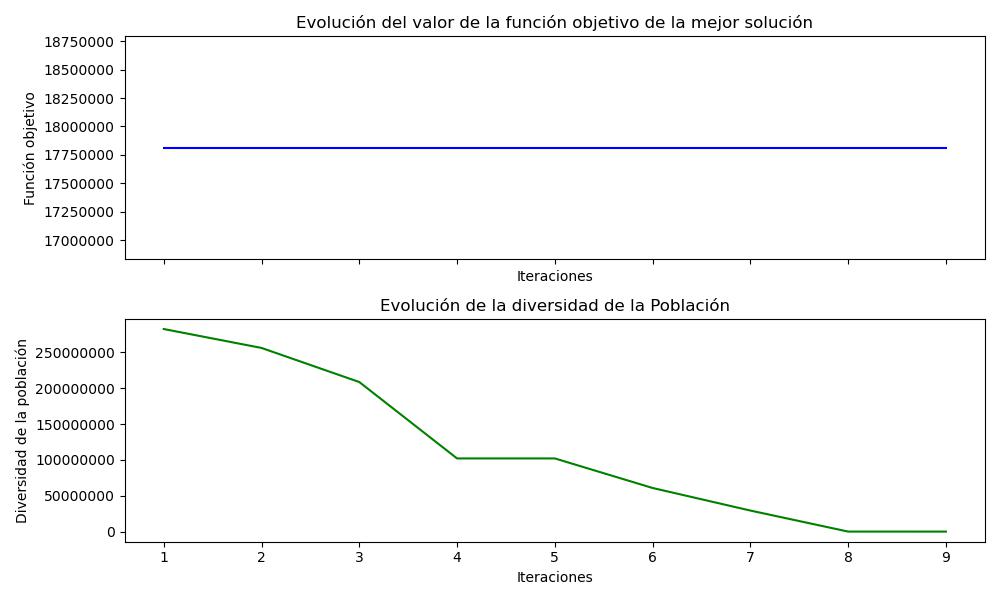 Evolución del valor de la función objetivo de la mejor solución
Función objetivo
18750000
18500000
18250000
18000000
17750000
17500000
17250000
17000000
Iteraciones
Evolución de la diversidad de la Población
Diversidad de la población
250000000
200000000
150000000
100000000
50000000
0
1 2 3 4 5 6 7 8 9
Iteraciones